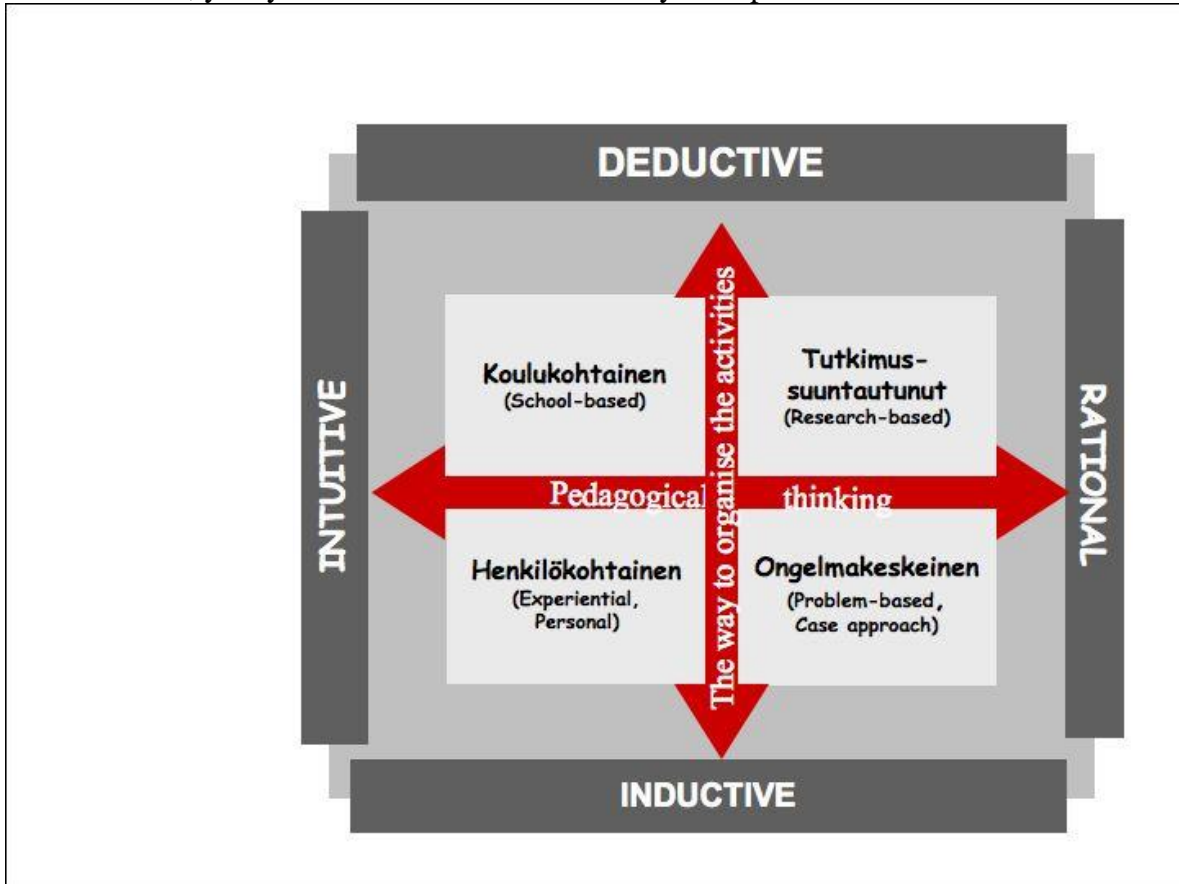 DEDUCTIVE
INTUITIVE
RATIONAL
The way to organise the activities
Koulukohtainen
(School-based)
Tutkimus-
suuntautunut
(Research-based)
Pedagogical thinking
Henkilökohtainen
(Experiential,
Personal)
Ongelmakeskeinen
(Problem-based,
Case approach)
INDUCTIVE